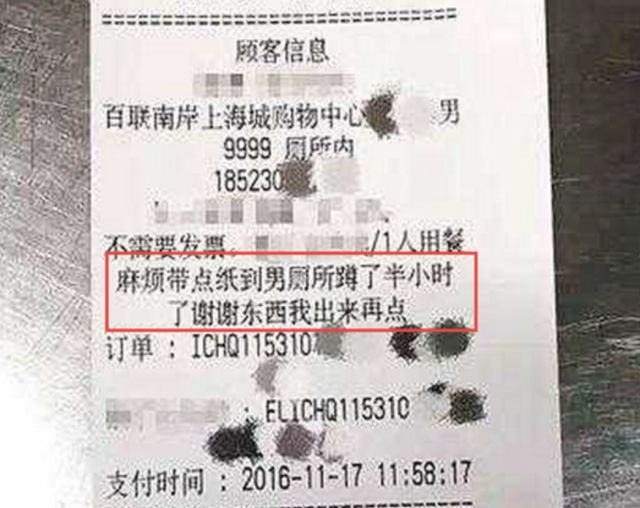 顾客信息
百联南岸上海城购物中心 男
9999 厕所内
185230
不需要发票, /1人用餐
麻烦带点纸到男厕所蹲了半小时
了谢谢东西我出来再点
订单 : ICHQ115310
: ELICHQ115310
支付时间 : 2016-11-17 11:58:17